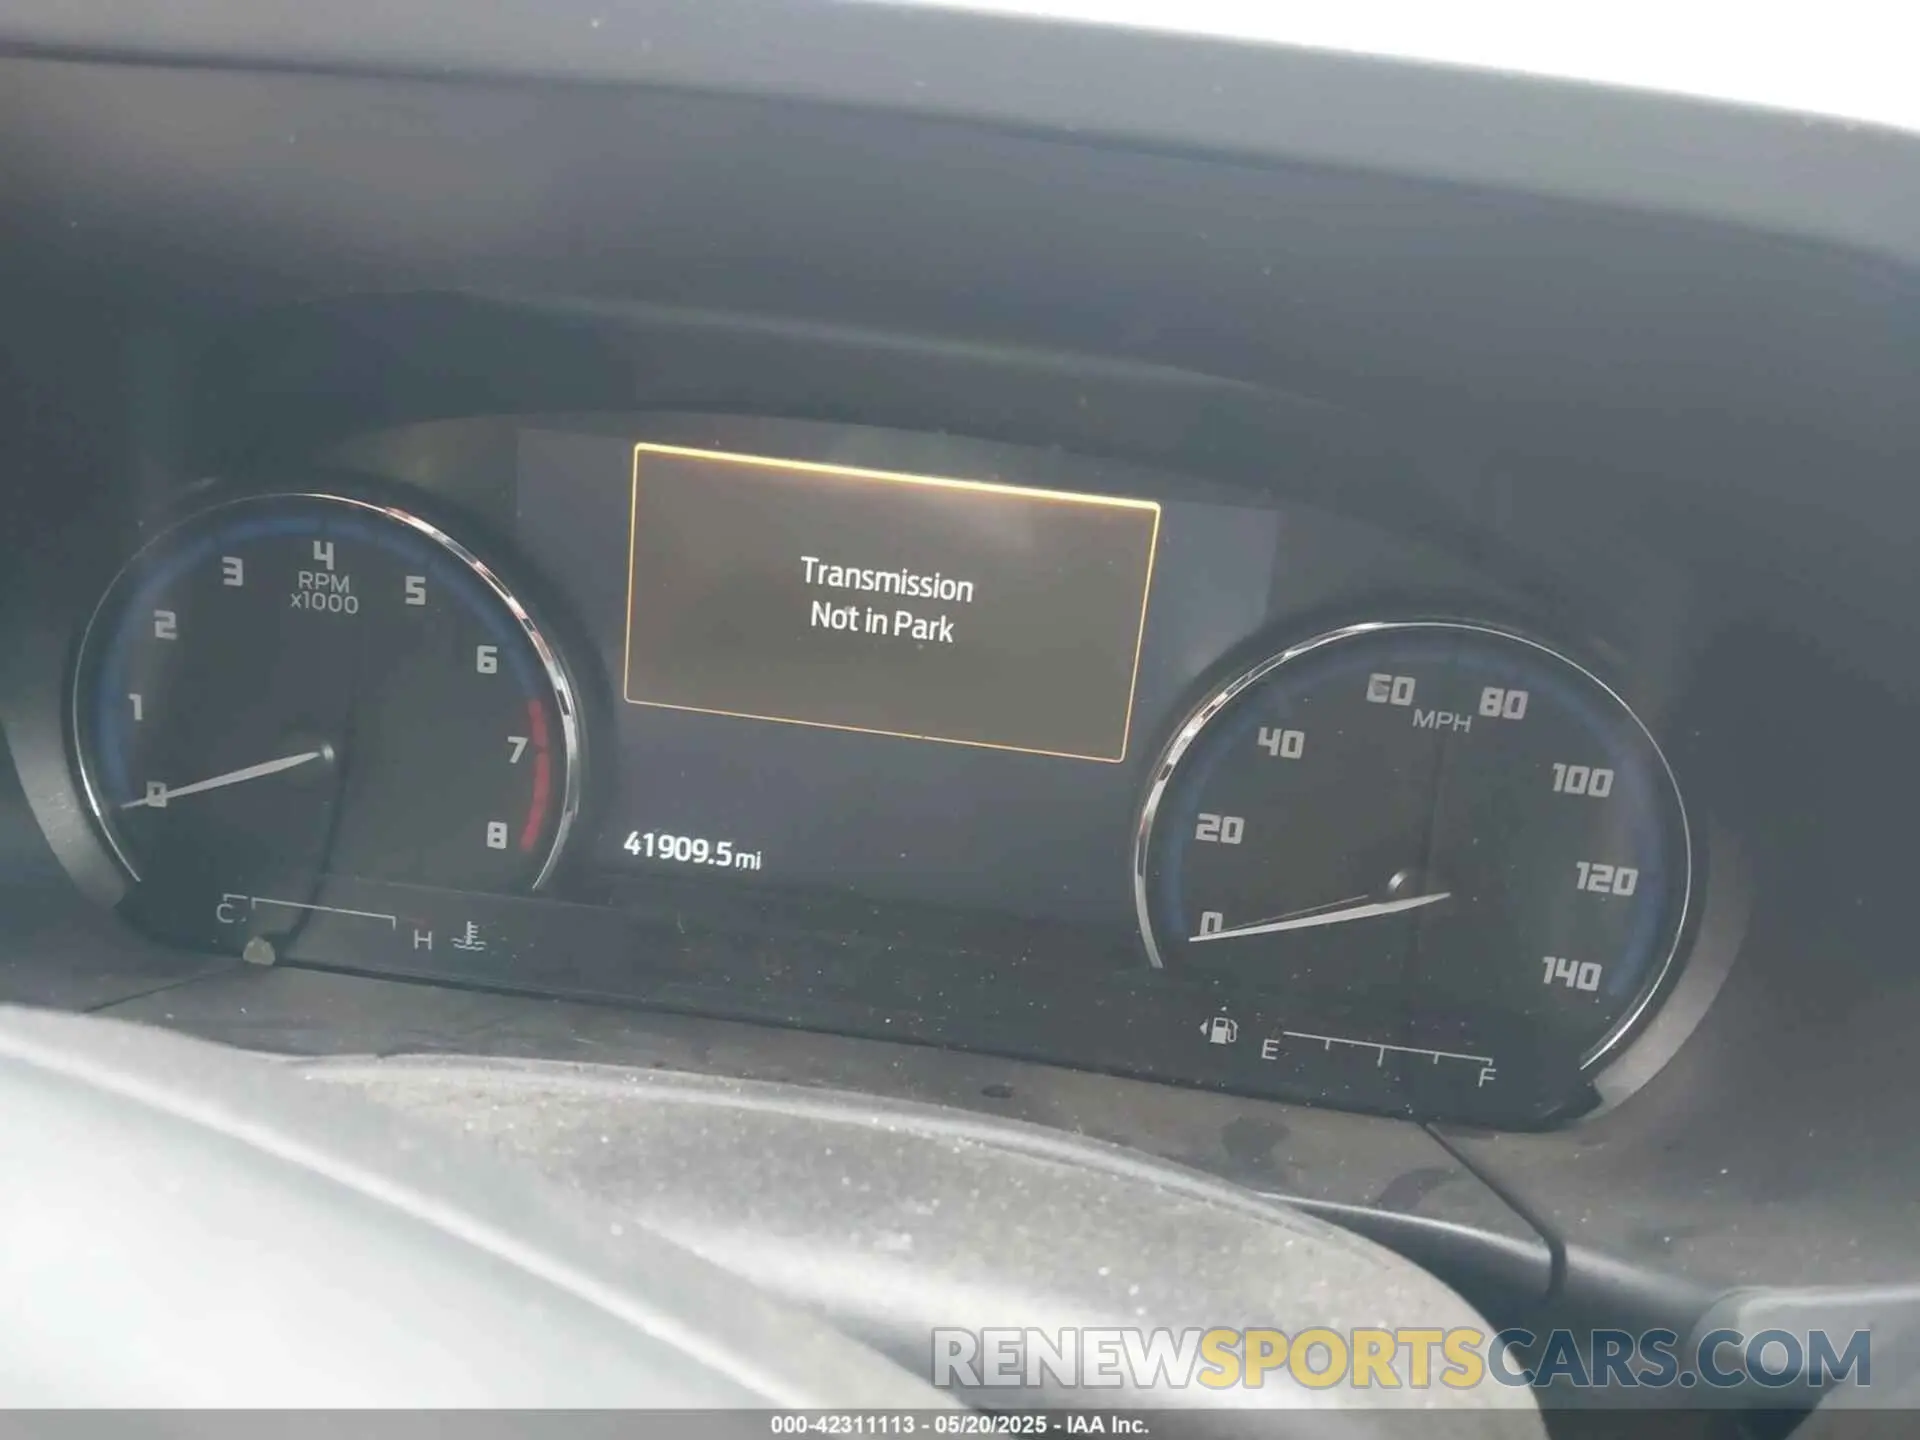 Transmission
Not in Park
0 1 2 3 4 5 6 7 8
RPM
x1000
41909.5 mi
0 20 40 60 80 100 120 140
MPH
C H
E F
RENEWSPORTSCARS.COM
000-42311113 - 05/20/2025 - IAA Inc.